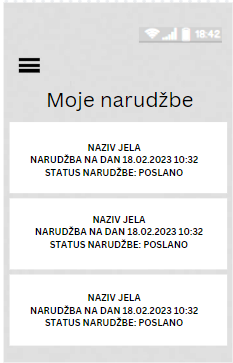 18:42
Moje narudžbe
NAZIV JELA
NARUDŽBA NA DAN 18.02.2023 10:32
STATUS NARUDŽBE: POSLANO
NAZIV JELA
NARUDŽBA NA DAN 18.02.2023 10:32
STATUS NARUDŽBE: POSLANO
NAZIV JELA
NARUDŽBA NA DAN 18.02.2023 10:32
STATUS NARUDŽBE: POSLANO